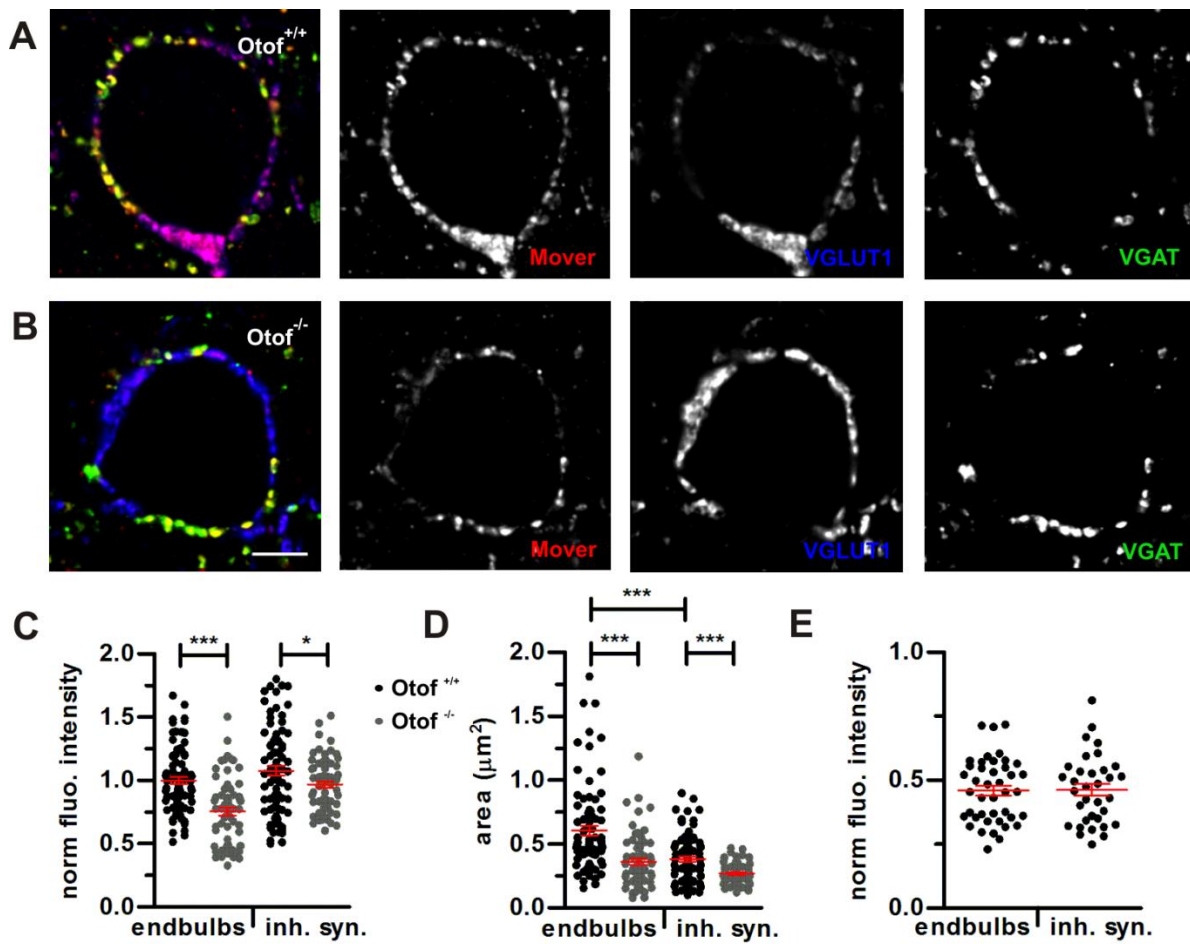 A
Otof+/+
Mover
VGLUT1
VGAT
B
Otof-/-
Mover
VGLUT1
VGAT
C
norm fluo. intensity
2.0
1.5
1.0
0.5
0.0
***
*
endbulbs
inh. syn.
Otof +/+
Otof -/-
D
area (µm²)
2.0
1.5
1.0
0.5
0.0
***
***
***
endbulbs
inh. syn.
E
norm fluo. intensity
1.0
0.5
0.0
endbulbs
inh. syn.